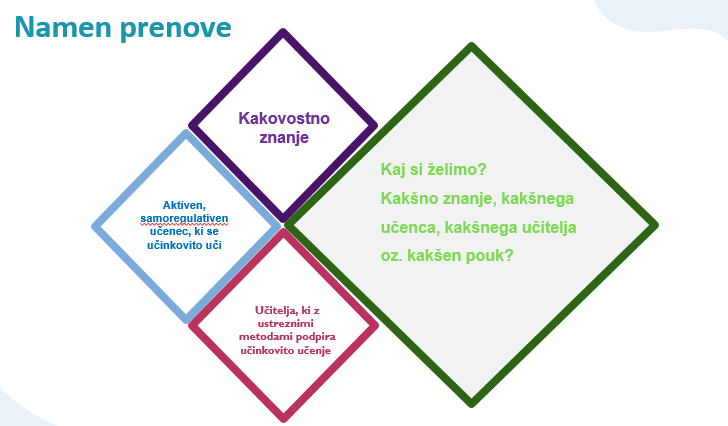 Namen prenove
Kakovostno
znanje
Aktiven,
samoregulativen
učenec, ki se
učinkovito uči
Učitelja, ki z
ustreznimi
metodami podpira
učinkovito učenje
Kaj si želimo?
Kakšno znanje, kakšnega
učenca, kakšnega učitelja
oz. kakšen pouk?